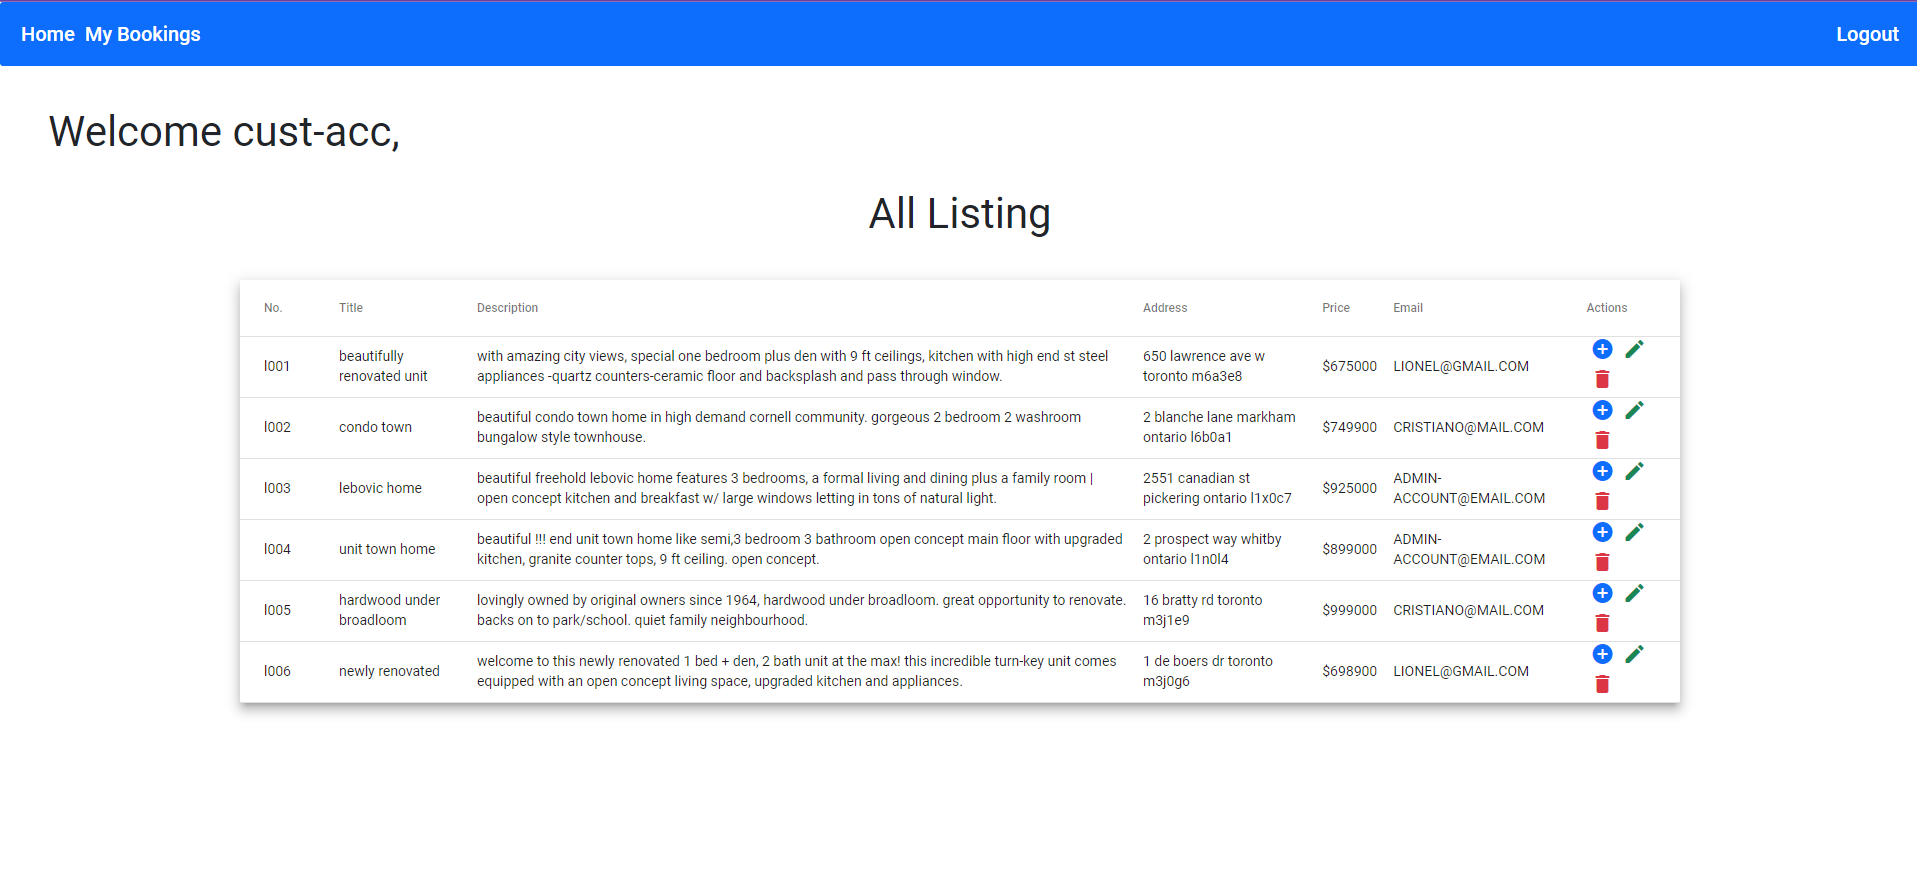 Home My Bookings Logout
Welcome cust-acc,
All Listing
No. Title Description Address Price Email Actions
l001 beautifully renovated unit with amazing city views, special one bedroom plus den with 9 ft ceilings, kitchen with high end st steel appliances -quartz counters-ceramic floor and backsplash and pass through window. 650 lawrence ave w toronto m6a3e8 $675000 LIONEL@GMAIL.COM
l002 condo town beautiful condo town home in high demand cornell community. gorgeous 2 bedroom 2 washroom bungalow style townhouse. 2 blanche lane markham ontario l6b0a1 $749900 CRISTIANO@MAIL.COM
l003 lebovic home beautiful freehold lebovic home features 3 bedrooms, a formal living and dining plus a family room | open concept kitchen and breakfast w/ large windows letting in tons of natural light. 2551 canadian st pickering ontario l1x0c7 $925000 ADMIN-ACCOUNT@EMAIL.COM
l004 unit town home beautiful !!! end unit town home like semi,3 bedroom 3 bathroom open concept main floor with upgraded kitchen, granite counter tops, 9 ft ceiling. open concept. 2 prospect way whitby ontario l1n0l4 $899000 ADMIN-ACCOUNT@EMAIL.COM
l005 hardwood under broadloom lovingly owned by original owners since 1964, hardwood under broadloom. great opportunity to renovate. backs on to park/school. quiet family neighbourhood. 16 bratty rd toronto m3j1e9 $999000 CRISTIANO@MAIL.COM
l006 newly renovated welcome to this newly renovated 1 bed + den, 2 bath unit at the max! this incredible turn-key unit comes equipped with an open concept living space, upgraded kitchen and appliances. 1 de boers dr toronto m3j0g6 $698900 LIONEL@GMAIL.COM